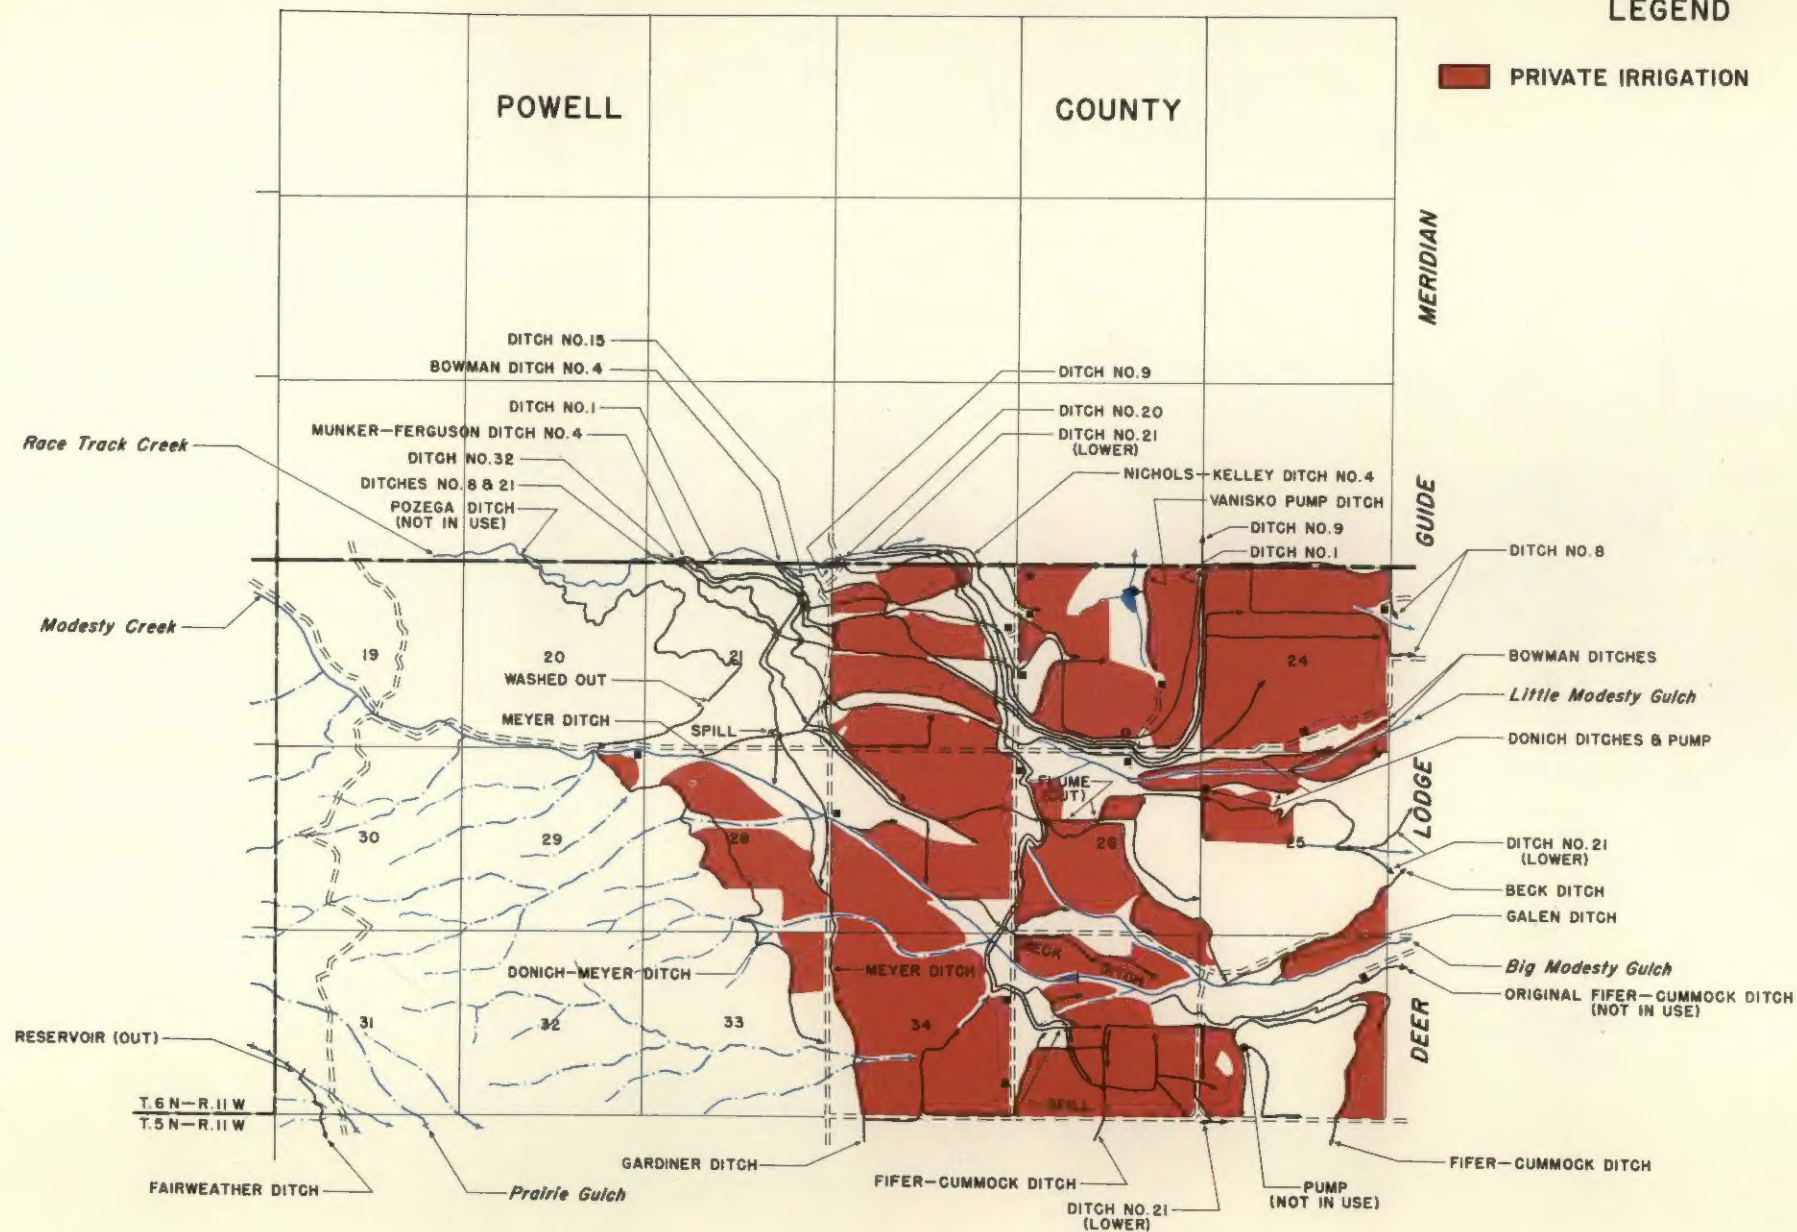 LEGEND
PRIVATE IRRIGATION
POWELL COUNTY
MERIDIAN
GUIDE
LODGE
DEER
DITCH NO.15
BOWMAN DITCH NO.4
DITCH NO.1
MUNKER-FERGUSON DITCH NO.4
DITCH NO.32
DITCHES NO.8 & 21
POZEGA DITCH
(NOT IN USE)
Race Track Creek
Modesty Creek
DITCH NO.9
DITCH NO.20
DITCH NO.21
(LOWER)
NICHOLS-KELLEY DITCH NO.4
VANISKO PUMP DITCH
DITCH NO.9
DITCH NO.1
DITCH NO.8
BOWMAN DITCHES
Little Modesty Gulch
DONICH DITCHES & PUMP
DITCH NO.21
(LOWER)
BECK DITCH
GALEN DITCH
Big Modesty Gulch
ORIGINAL FIFER-CUMMOCK DITCH
(NOT IN USE)
19
20
21
24
WASHED OUT
MEYER DITCH
SPILL
FLUME
(OUT)
30
29
28
26
25
DONICH-MEYER DITCH
MEYER DITCH
BECK DITCH
31
32
33
34
RESERVOIR (OUT)
SPILL
T.6 N-R.11 W
T.5 N-R.11 W
FAIRWEATHER DITCH
Prairie Gulch
GARDINER DITCH
FIFER-CUMMOCK DITCH
DITCH NO.21
(LOWER)
PUMP
(NOT IN USE)
FIFER-CUMMOCK DITCH